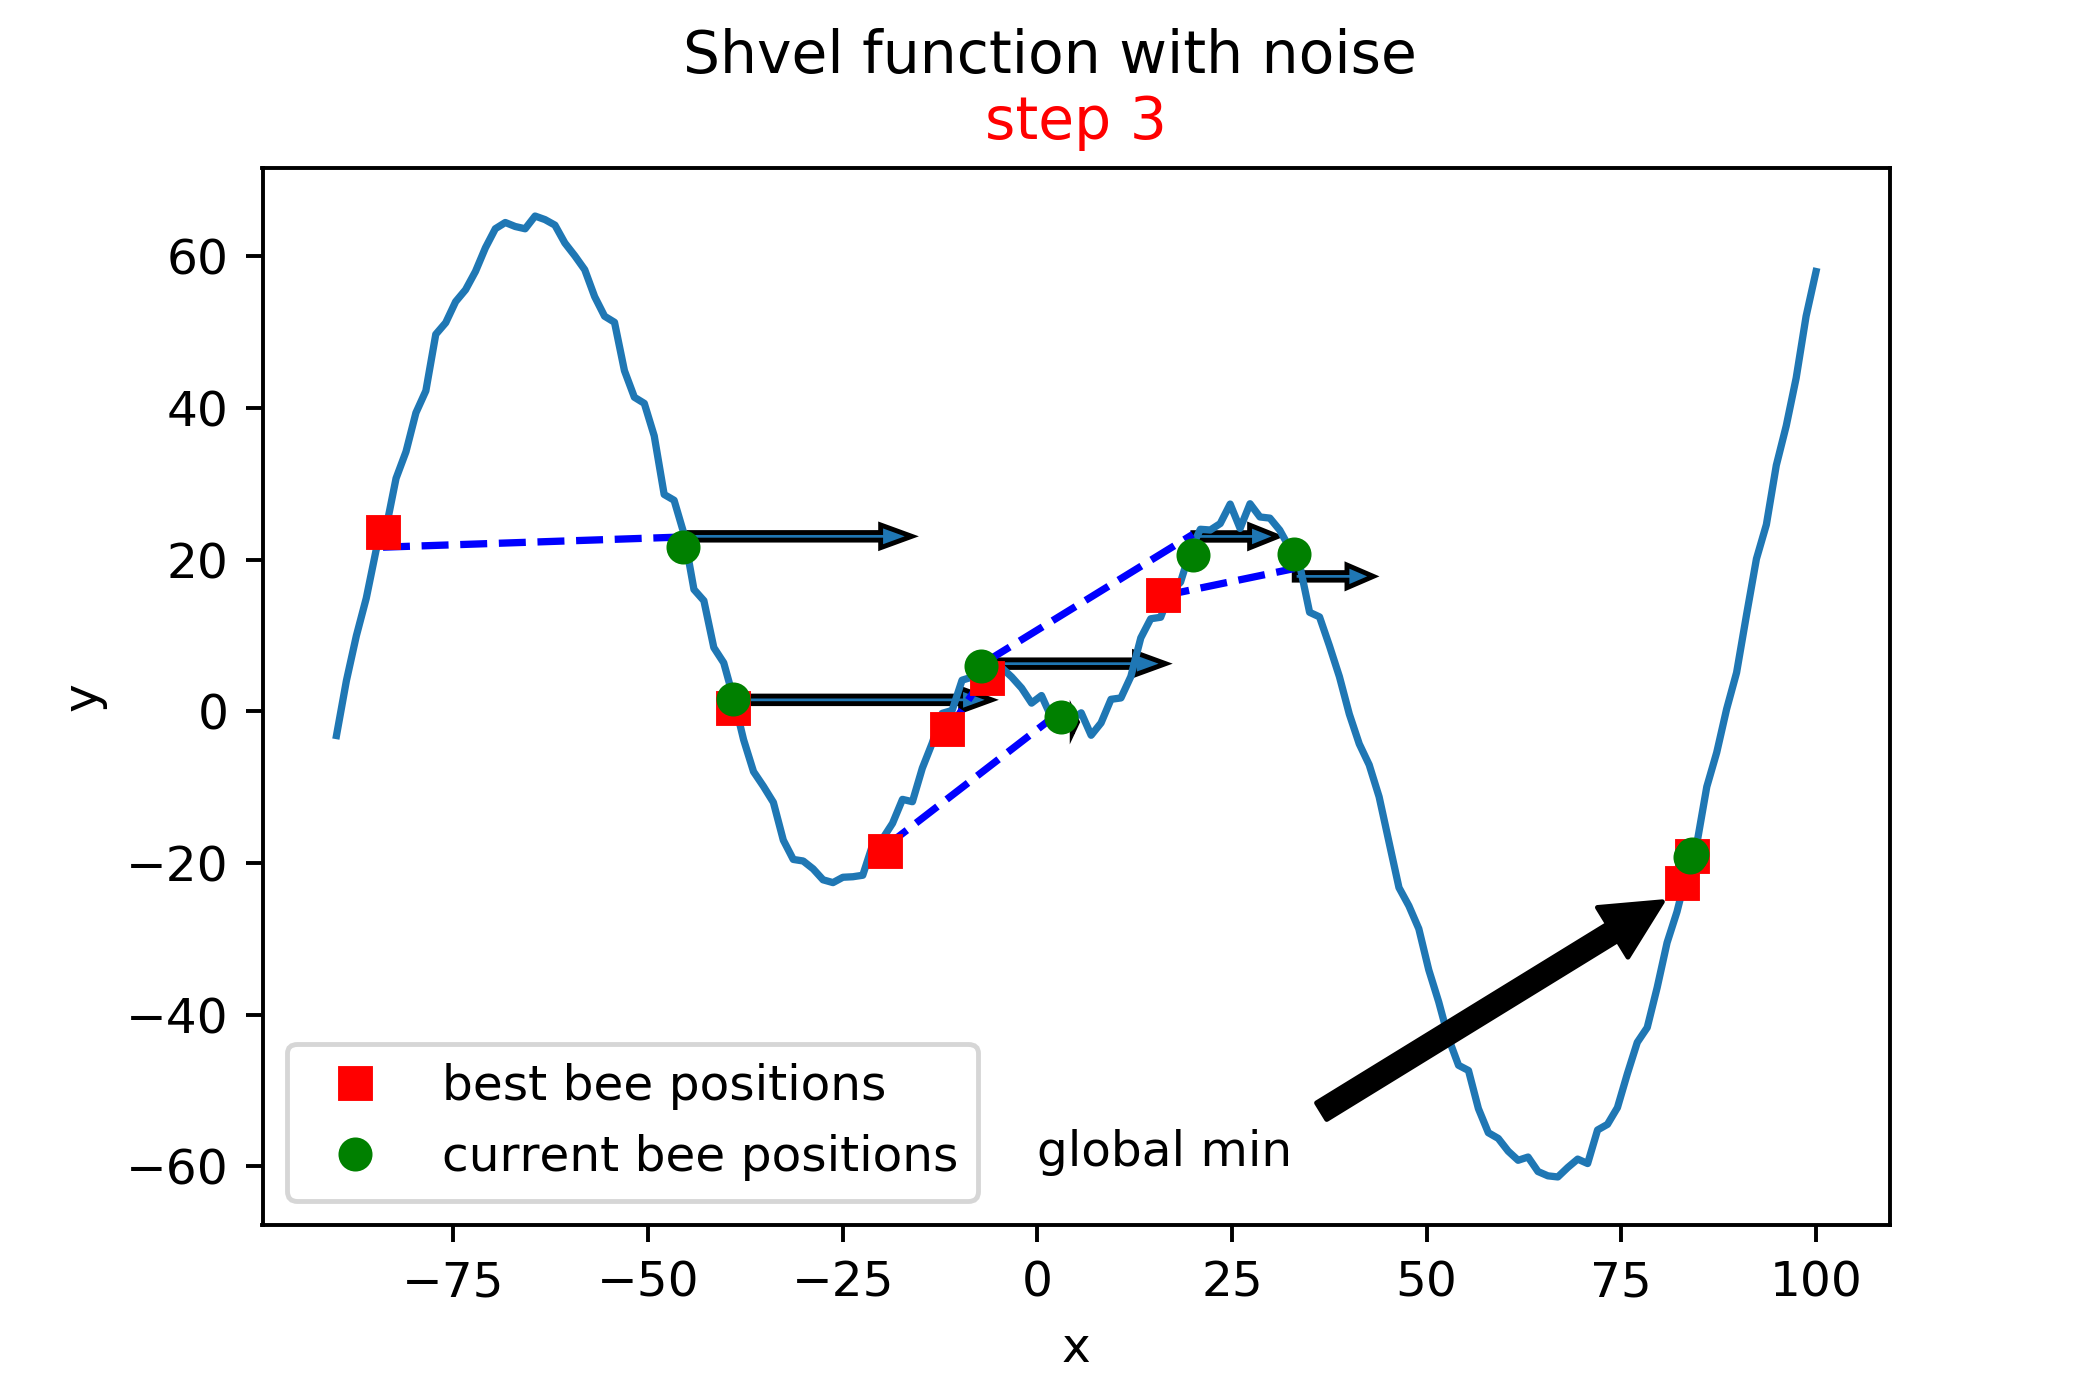 Shvel function with noise
step 3
y
60
40
20
0
−20
−40
−60
best bee positions
current bee positions
global min
−75 −50 −25 0 25 50 75 100
x